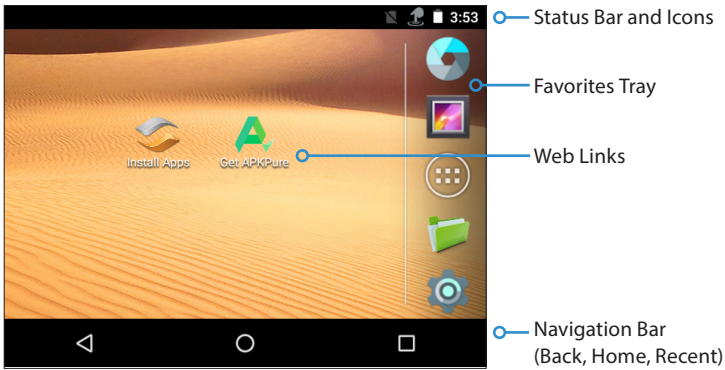 3:53
Status Bar and Icons
Favorites Tray
Install Apps
Get APKPure
Web Links
Navigation Bar
(Back, Home, Recent)